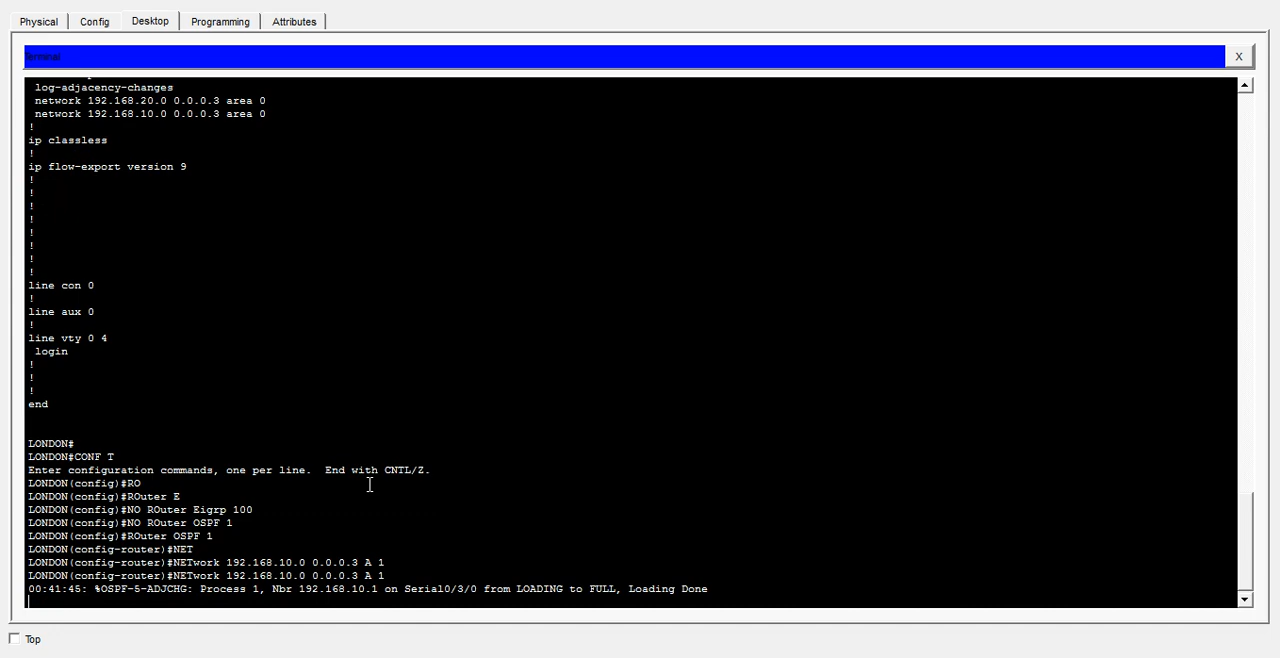 Physical Config Desktop Programming Attributes
Terminal
X
log-adjacency-changes
network 192.168.20.0 0.0.0.3 area 0
network 192.168.10.0 0.0.0.3 area 0
!
ip classless
!
ip flow-export version 9
!
!
!
!
!
!
!
!
line con 0
!
line aux 0
!
line vty 0 4
login
!
!
!
end
LONDON#
LONDON#CONF T
Enter configuration commands, one per line. End with CNTL/Z.
LONDON(config)#RO
LONDON(config)#ROuter E
LONDON(config)#NO ROuter Eigrp 100
LONDON(config)#NO ROuter OSPF 1
LONDON(config)#ROuter OSPF 1
LONDON(config-router)#NET
LONDON(config-router)#NETwork 192.168.10.0 0.0.0.3 A 1
LONDON(config-router)#NETwork 192.168.10.0 0.0.0.3 A 1
00:41:45: %OSPF-5-ADJCHG: Process 1, Nbr 192.168.10.1 on Serial0/3/0 from LOADING to FULL, Loading Done
Top